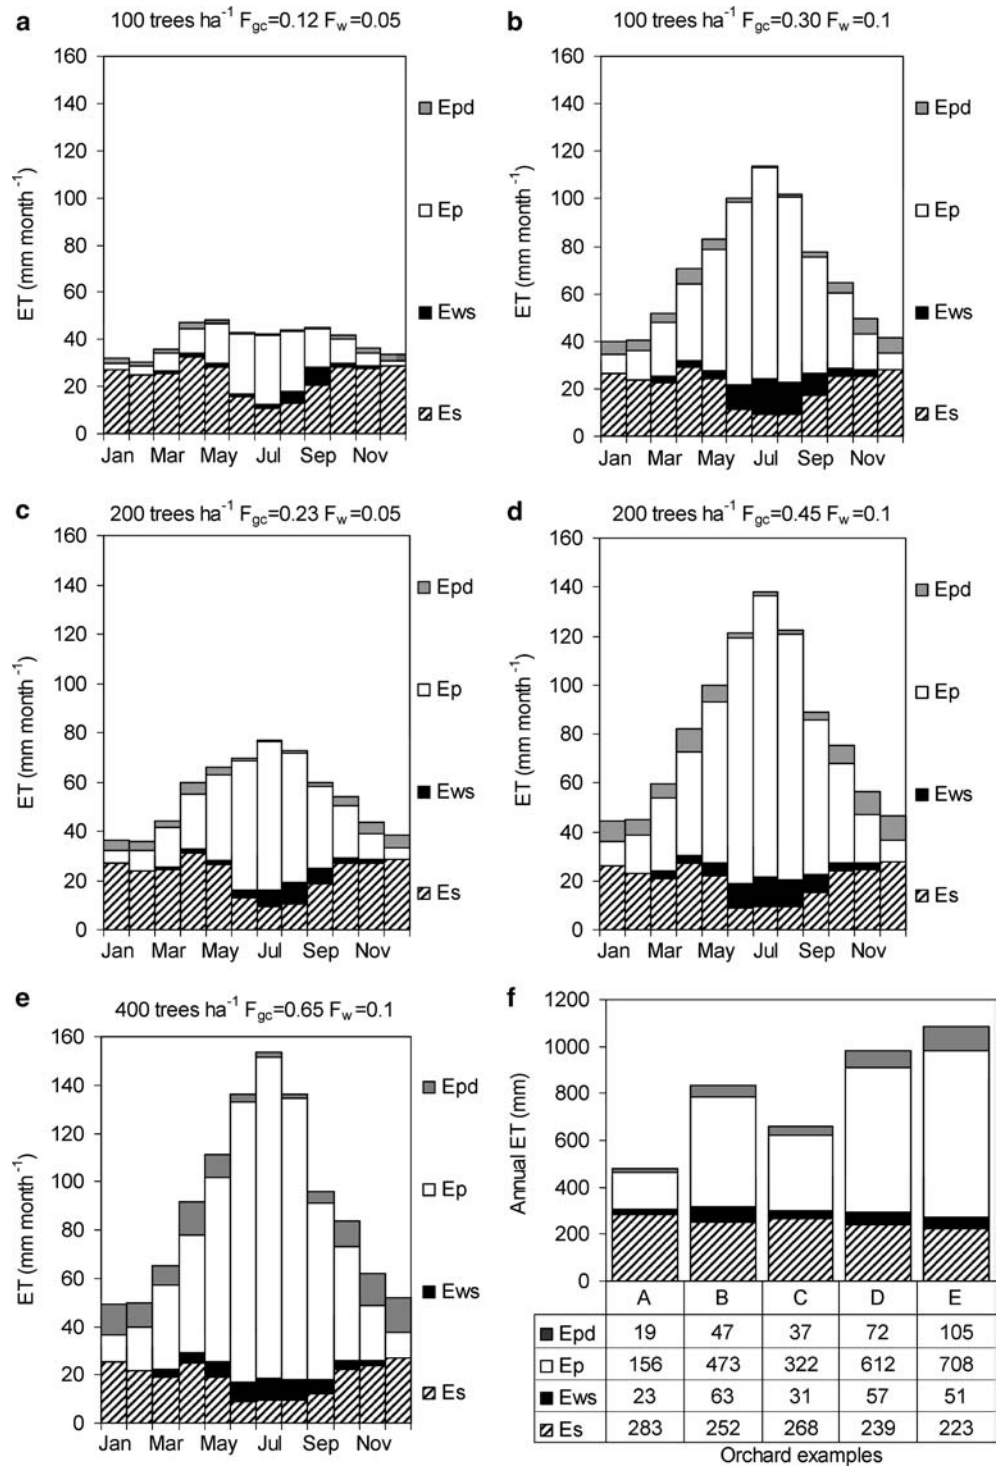 a 100 trees ha⁻¹ F_gc=0.12 F_w=0.05
160
140
120
100
80
60
40
20
0
ET (mm month⁻¹)
Jan Mar May Jul Sep Nov
Epd
Ep
Ews
Es
b 100 trees ha⁻¹ F_gc=0.30 F_w=0.1
160
140
120
100
80
60
40
20
0
ET (mm month⁻¹)
Jan Mar May Jul Sep Nov
Epd
Ep
Ews
Es
c 200 trees ha⁻¹ F_gc=0.23 F_w=0.05
160
140
120
100
80
60
40
20
0
ET (mm month⁻¹)
Jan Mar May Jul Sep Nov
Epd
Ep
Ews
Es
d 200 trees ha⁻¹ F_gc=0.45 F_w=0.1
160
140
120
100
80
60
40
20
0
ET (mm month⁻¹)
Jan Mar May Jul Sep Nov
Epd
Ep
Ews
Es
e 400 trees ha⁻¹ F_gc=0.65 F_w=0.1
160
140
120
100
80
60
40
20
0
ET (mm month⁻¹)
Jan Mar May Jul Sep Nov
Epd
Ep
Ews
Es
f
1200
1000
800
600
400
200
0
Annual ET (mm)
A B C D E
Epd 19 47 37 72 105
Ep 156 473 322 612 708
Ews 23 63 31 57 51
Es 283 252 268 239 223
Orchard examples